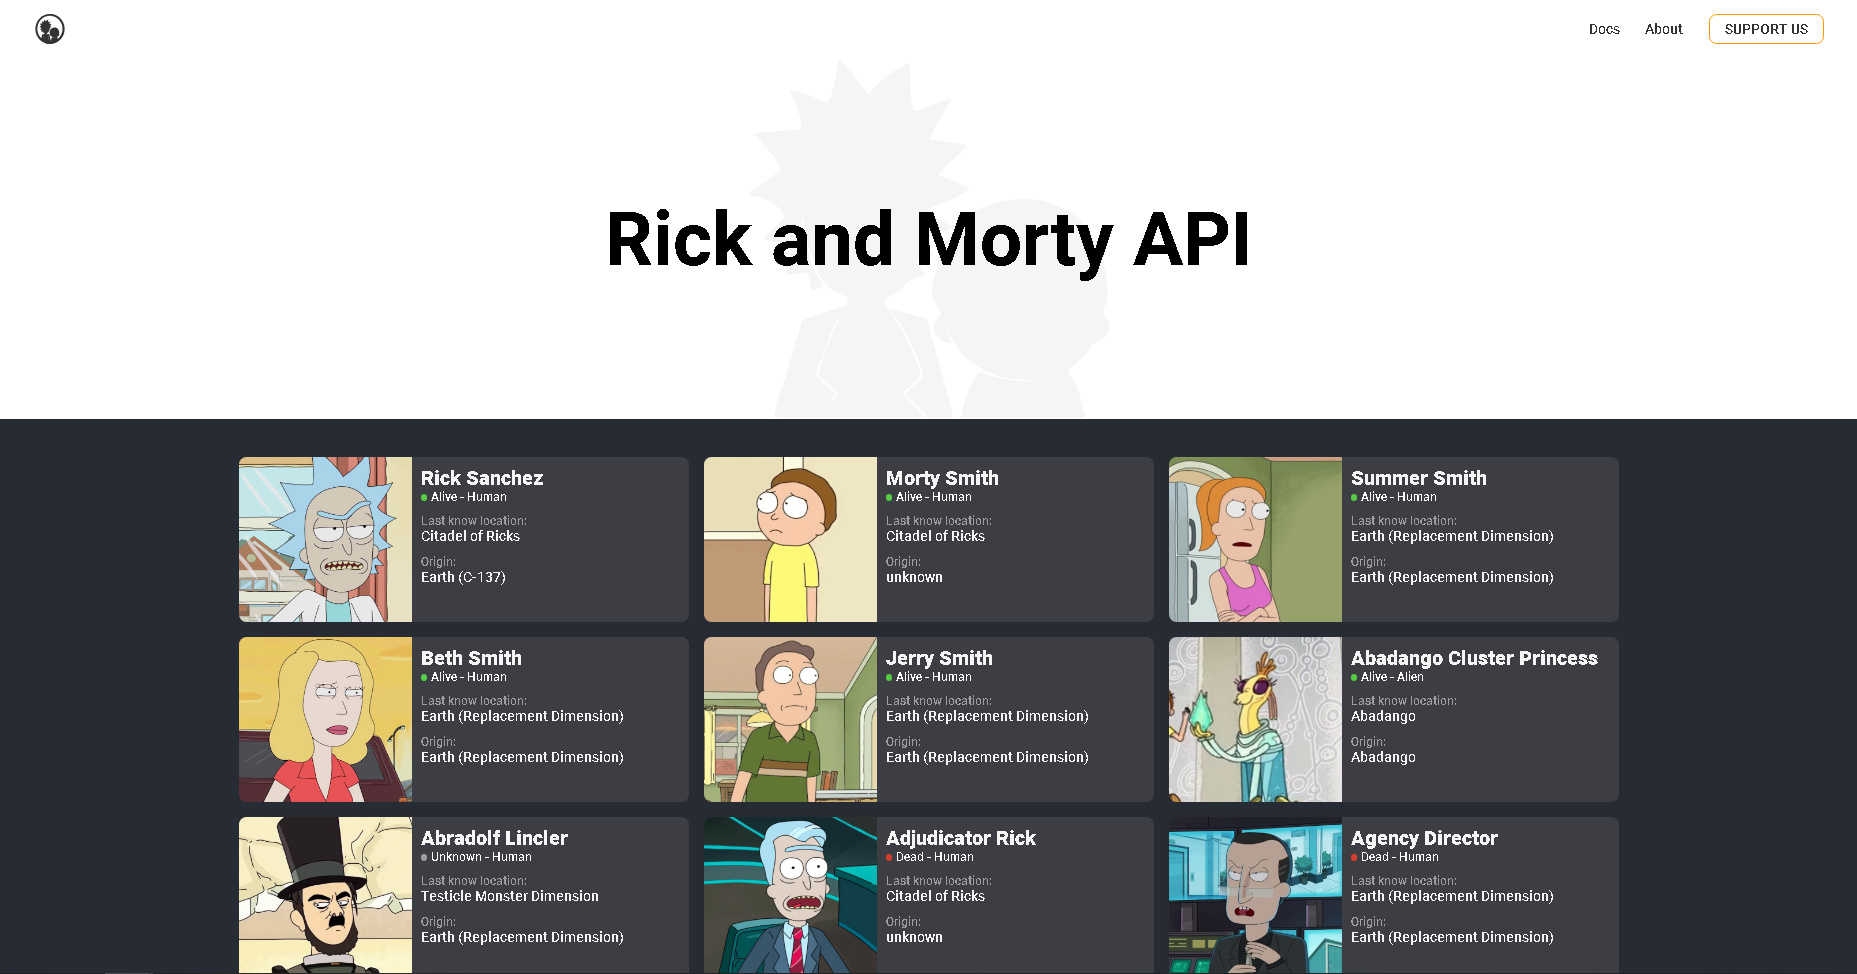 Docs
About
SUPPORT US
Rick and Morty API
Rick Sanchez
Alive - Human
Last know location:
Citadel of Ricks
Origin:
Earth (C-137)
Morty Smith
Alive - Human
Last know location:
Citadel of Ricks
Origin:
unknown
Summer Smith
Alive - Human
Last know location:
Earth (Replacement Dimension)
Origin:
Earth (Replacement Dimension)
Beth Smith
Alive - Human
Last know location:
Earth (Replacement Dimension)
Origin:
Earth (Replacement Dimension)
Jerry Smith
Alive - Human
Last know location:
Earth (Replacement Dimension)
Origin:
Earth (Replacement Dimension)
Abadango Cluster Princess
Alive - Alien
Last know location:
Abadango
Origin:
Abadango
Abradolf Lincler
Unknown - Human
Last know location:
Testicle Monster Dimension
Origin:
Earth (Replacement Dimension)
Adjudicator Rick
Dead - Human
Last know location:
Citadel of Ricks
Origin:
unknown
Agency Director
Dead - Human
Last know location:
Earth (Replacement Dimension)
Origin:
Earth (Replacement Dimension)